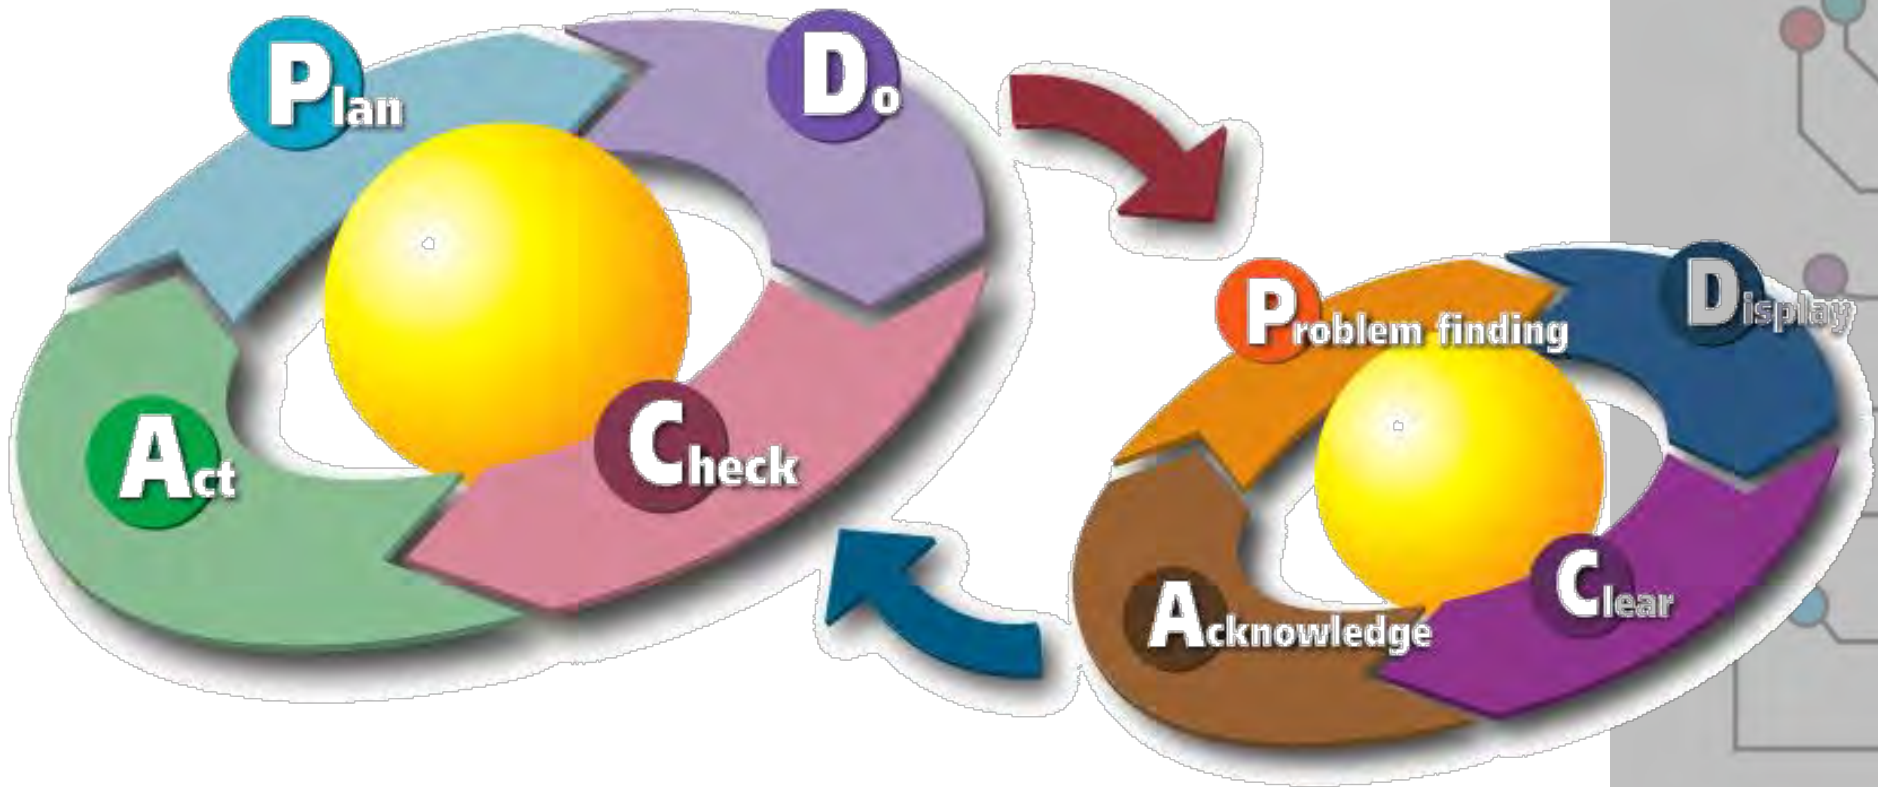 Plan
Do
Check
Act
Problem finding
Display
Clear
Acknowledge